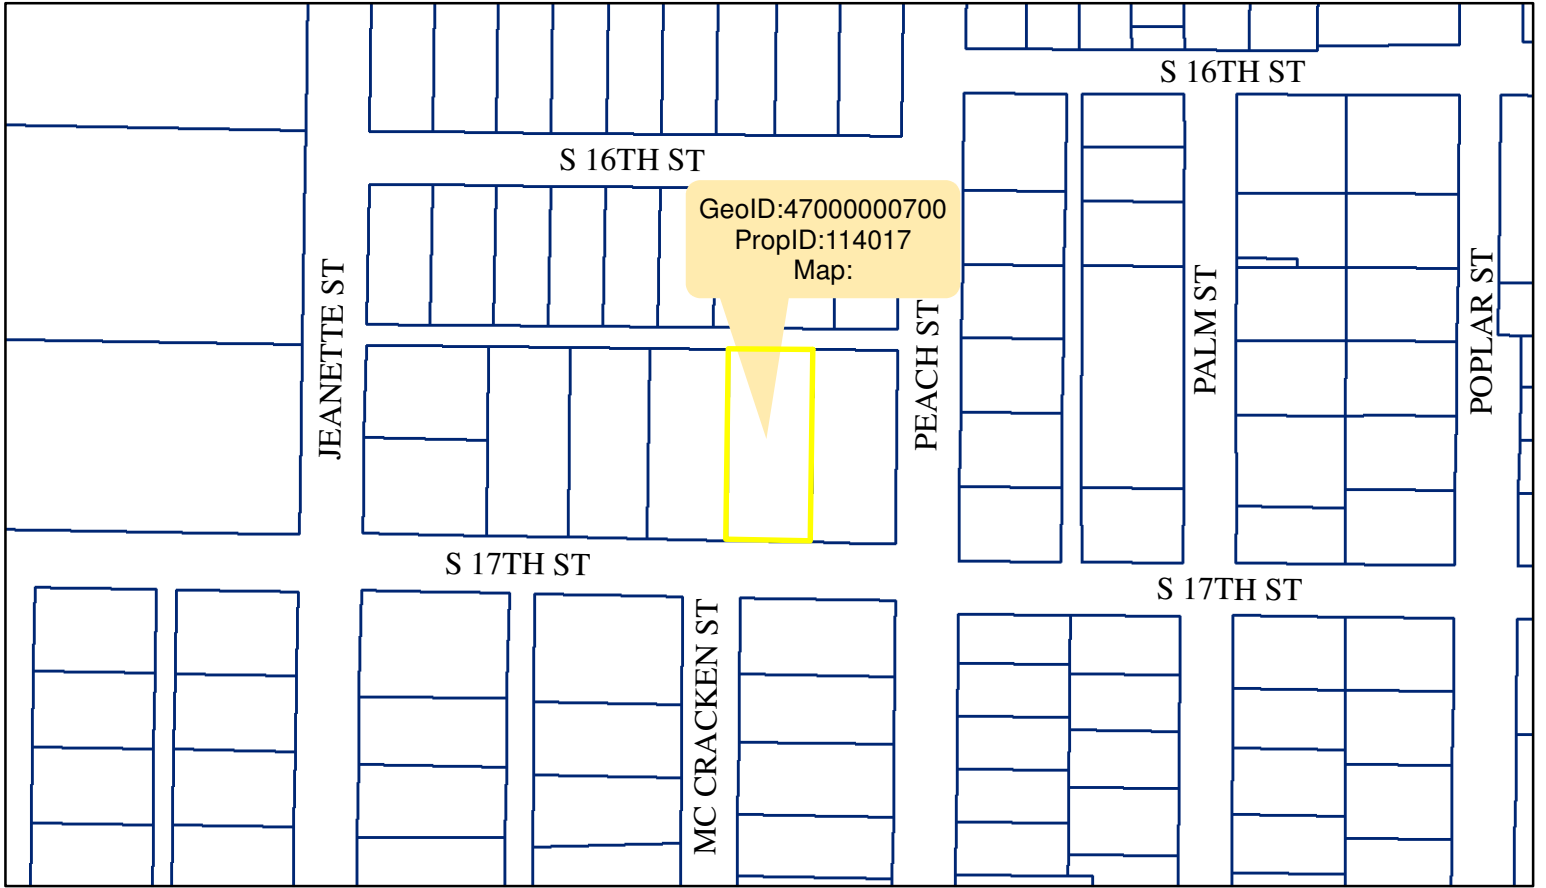 S 16TH ST
S 16TH ST
GeoID:47000000700
PropID:114017
Map:
JEANETTE ST
PEACH ST
PALM ST
POPLAR ST
S 17TH ST
S 17TH ST
MC CRACKEN ST